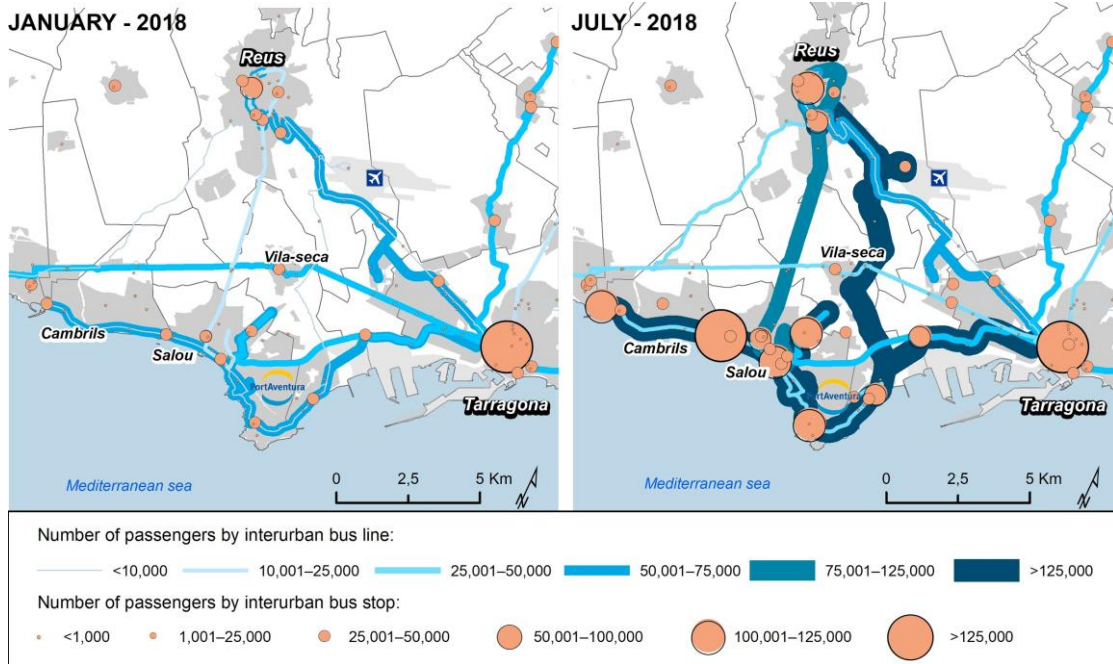 JANUARY - 2018
Reus
Vila-seca
Cambrils
Salou
PortAventura
Tarragona
Mediterranean sea
0 2,5 5 Km
N
JULY - 2018
Reus
Vila-seca
Cambrils
Salou
PortAventura
Tarragona
Mediterranean sea
0 2,5 5 Km
N
Number of passengers by interurban bus line:
<10,000 10,001–25,000 25,001–50,000 50,001–75,000 75,001–125,000 >125,000
Number of passengers by interurban bus stop:
<1,000 1,001–25,000 25,001–50,000 50,001–100,000 100,001–125,000 >125,000